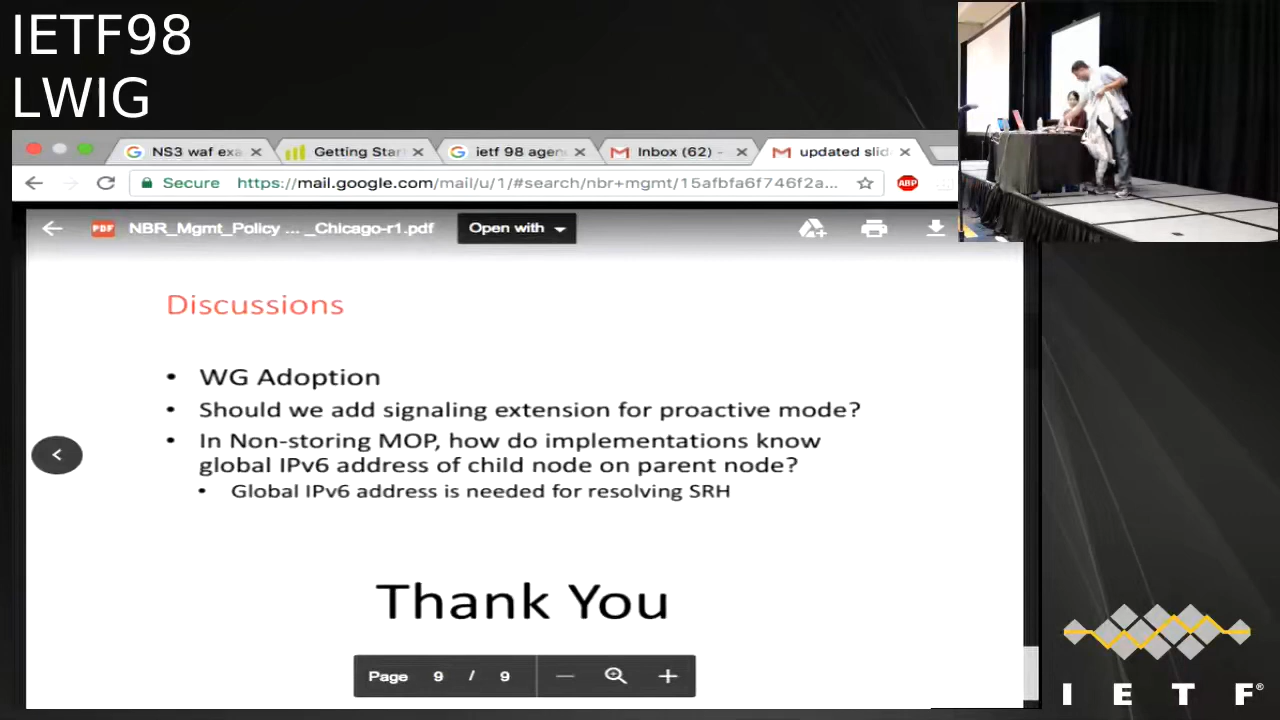 IETF98
LWIG
NS3 waf exa
Getting Star
ietf 98 agen
Inbox (62) -
updated slid
Secure https://mail.google.com/mail/u/1/#search/nbr+mgmt/15afbfa6f746f2a...
ABP
PDF NBR_Mgmt_Policy ... _Chicago-r1.pdf
Open with
Discussions
• WG Adoption
• Should we add signaling extension for proactive mode?
• In Non-storing MOP, how do implementations know
global IPv6 address of child node on parent node?
• Global IPv6 address is needed for resolving SRH
Thank You
Page 9 / 9
I E T F®